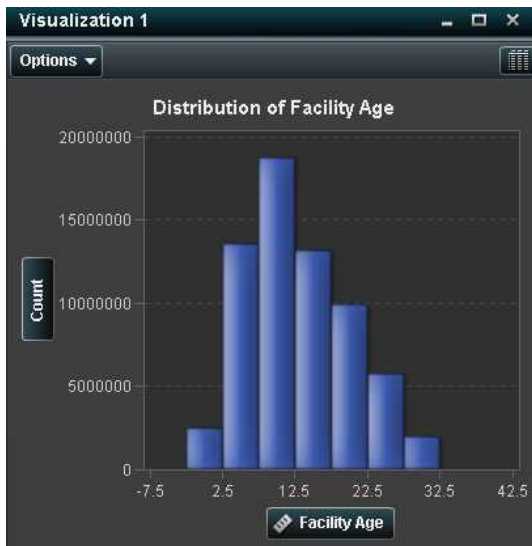 Visualization 1
Options
Distribution of Facility Age
20000000
15000000
10000000
5000000
0
Count
-7.5 2.5 12.5 22.5 32.5 42.5
Facility Age